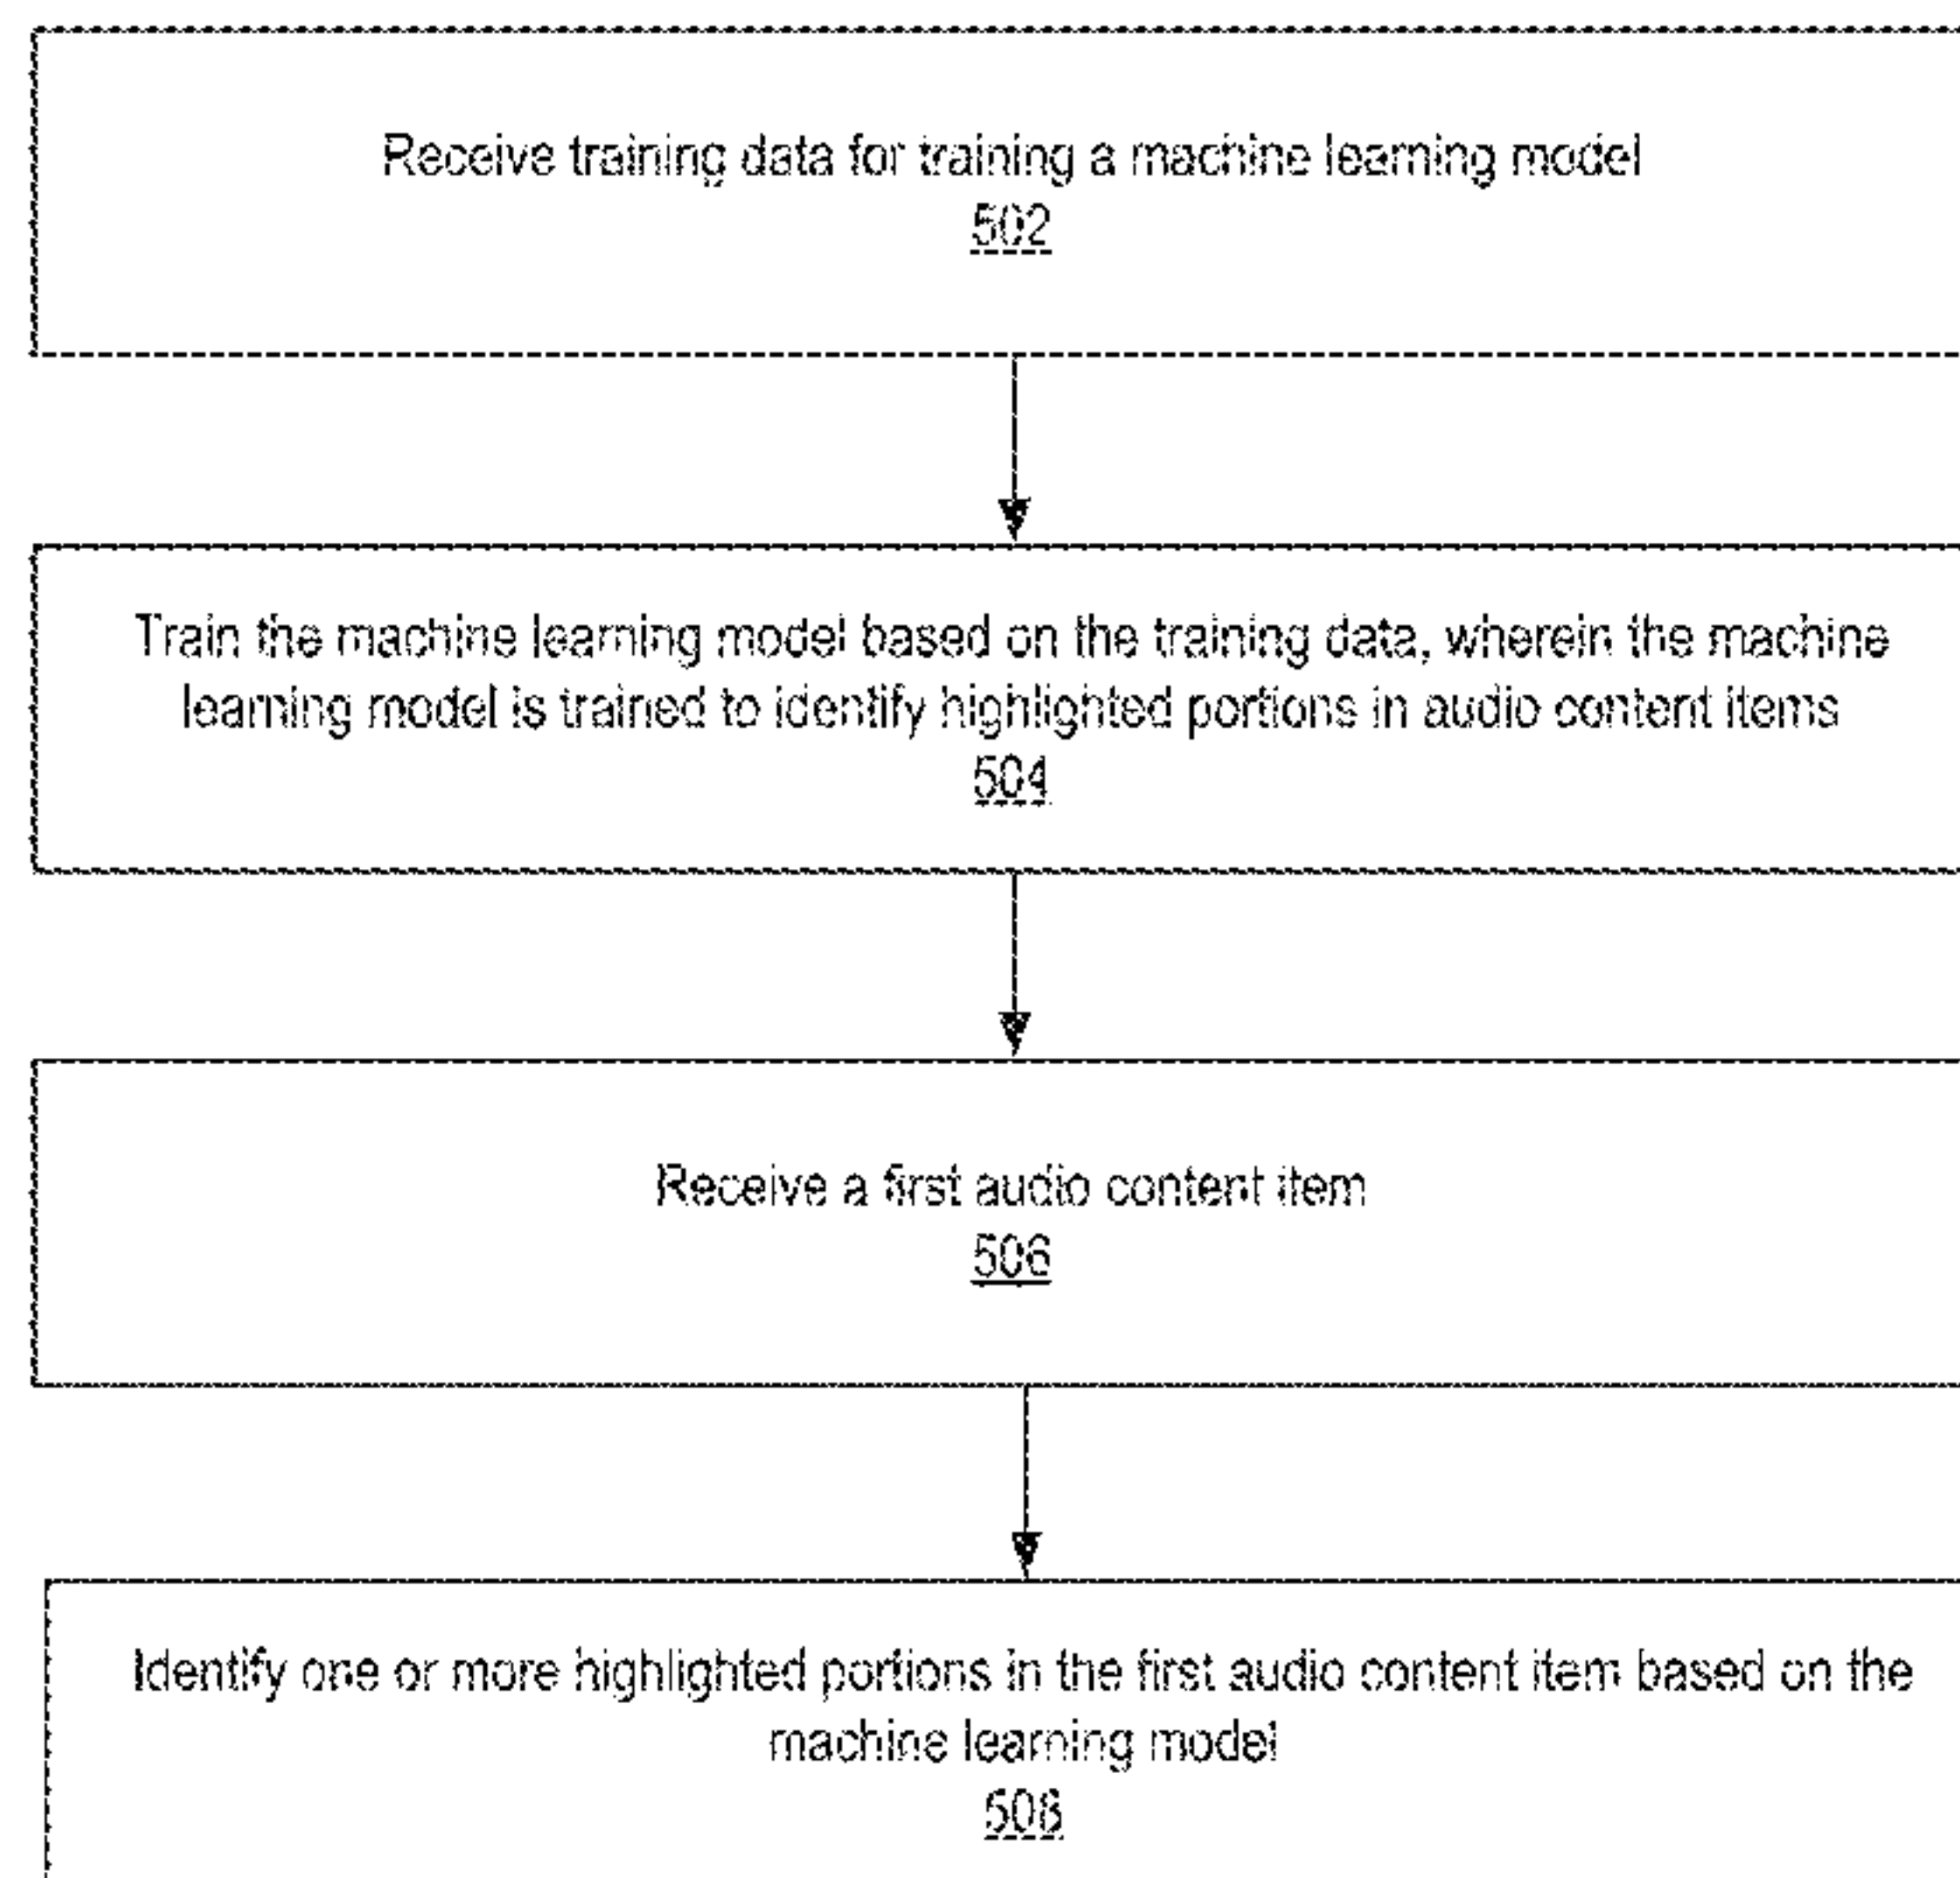 Receive training data for training a machine learning model
502
Train the machine learning model based on the training data, wherein the machine
learning model is trained to identify highlighted portions in audio content items
504
Receive a first audio content item
506
Identify one or more highlighted portions in the first audio content item based on the
machine learning model
508